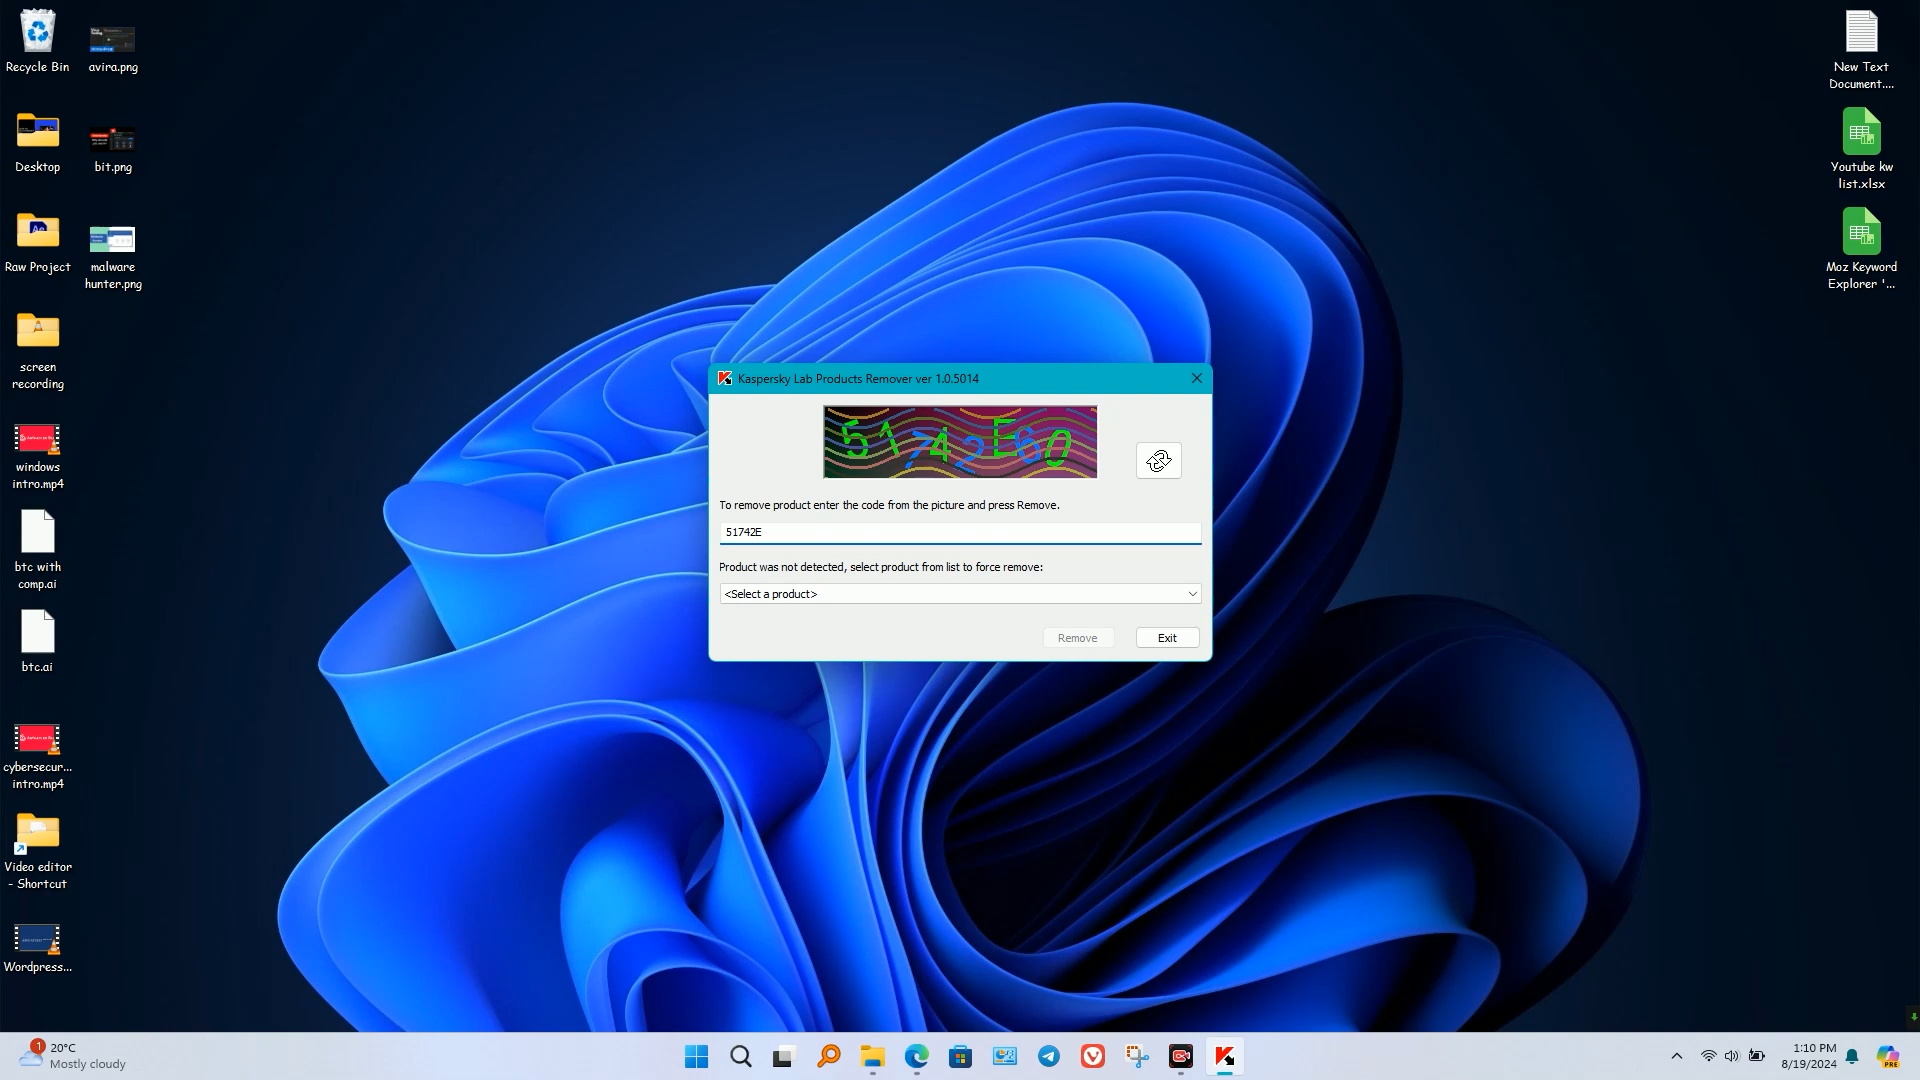 Recycle Bin
avira.png
Desktop
bit.png
Raw Project
malware
hunter.png
screen
recording
windows
intro.mp4
btc with
comp.ai
btc.ai
cybersecur...
intro.mp4
Video editor
- Shortcut
Wordpress...
New Text
Document....
Youtube kw
list.xlsx
Moz Keyword
Explorer '...
Kaspersky Lab Products Remover ver 1.0.5014
51742E60
To remove product enter the code from the picture and press Remove.
51742E
Product was not detected, select product from list to force remove:
<Select a product>
Remove
Exit
1
20°C
Mostly cloudy
1:10 PM
8/19/2024
PRE